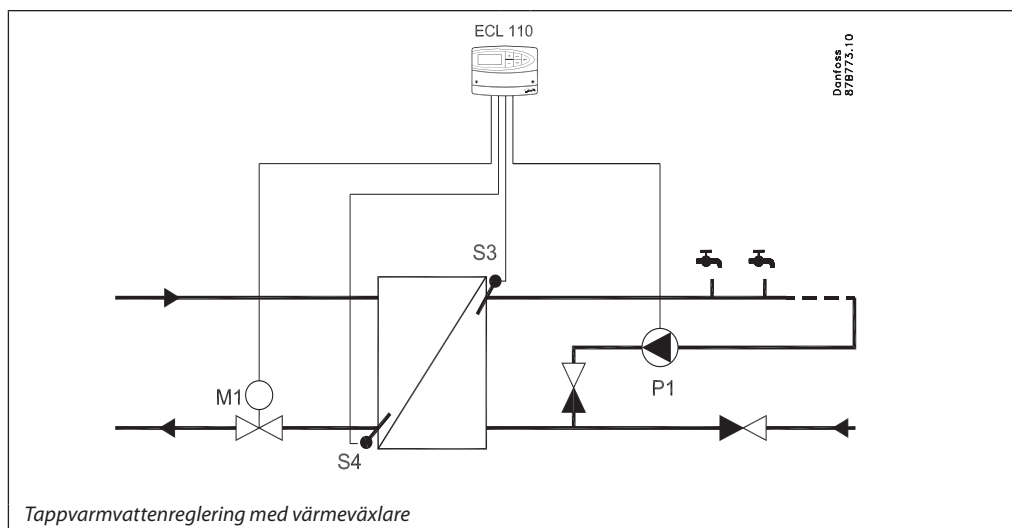 ECL 110
Danfoss
87B773.10
S3
M1
P1
S4
Tappvarmvattenreglering med värmeväxlare